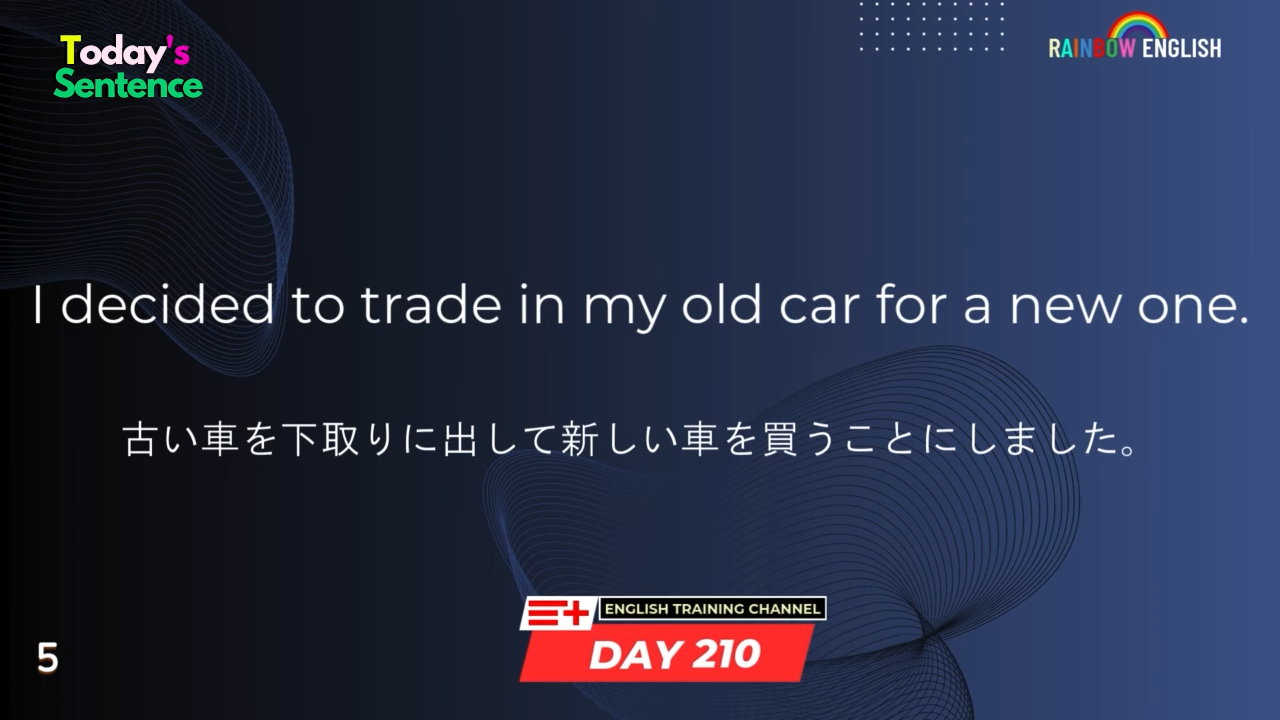 Today's
Sentence
RAINBOW ENGLISH
I decided to trade in my old car for a new one.
古い車を下取りに出して新しい車を買うことにしました。
ENGLISH TRAINING CHANNEL
DAY 210
5